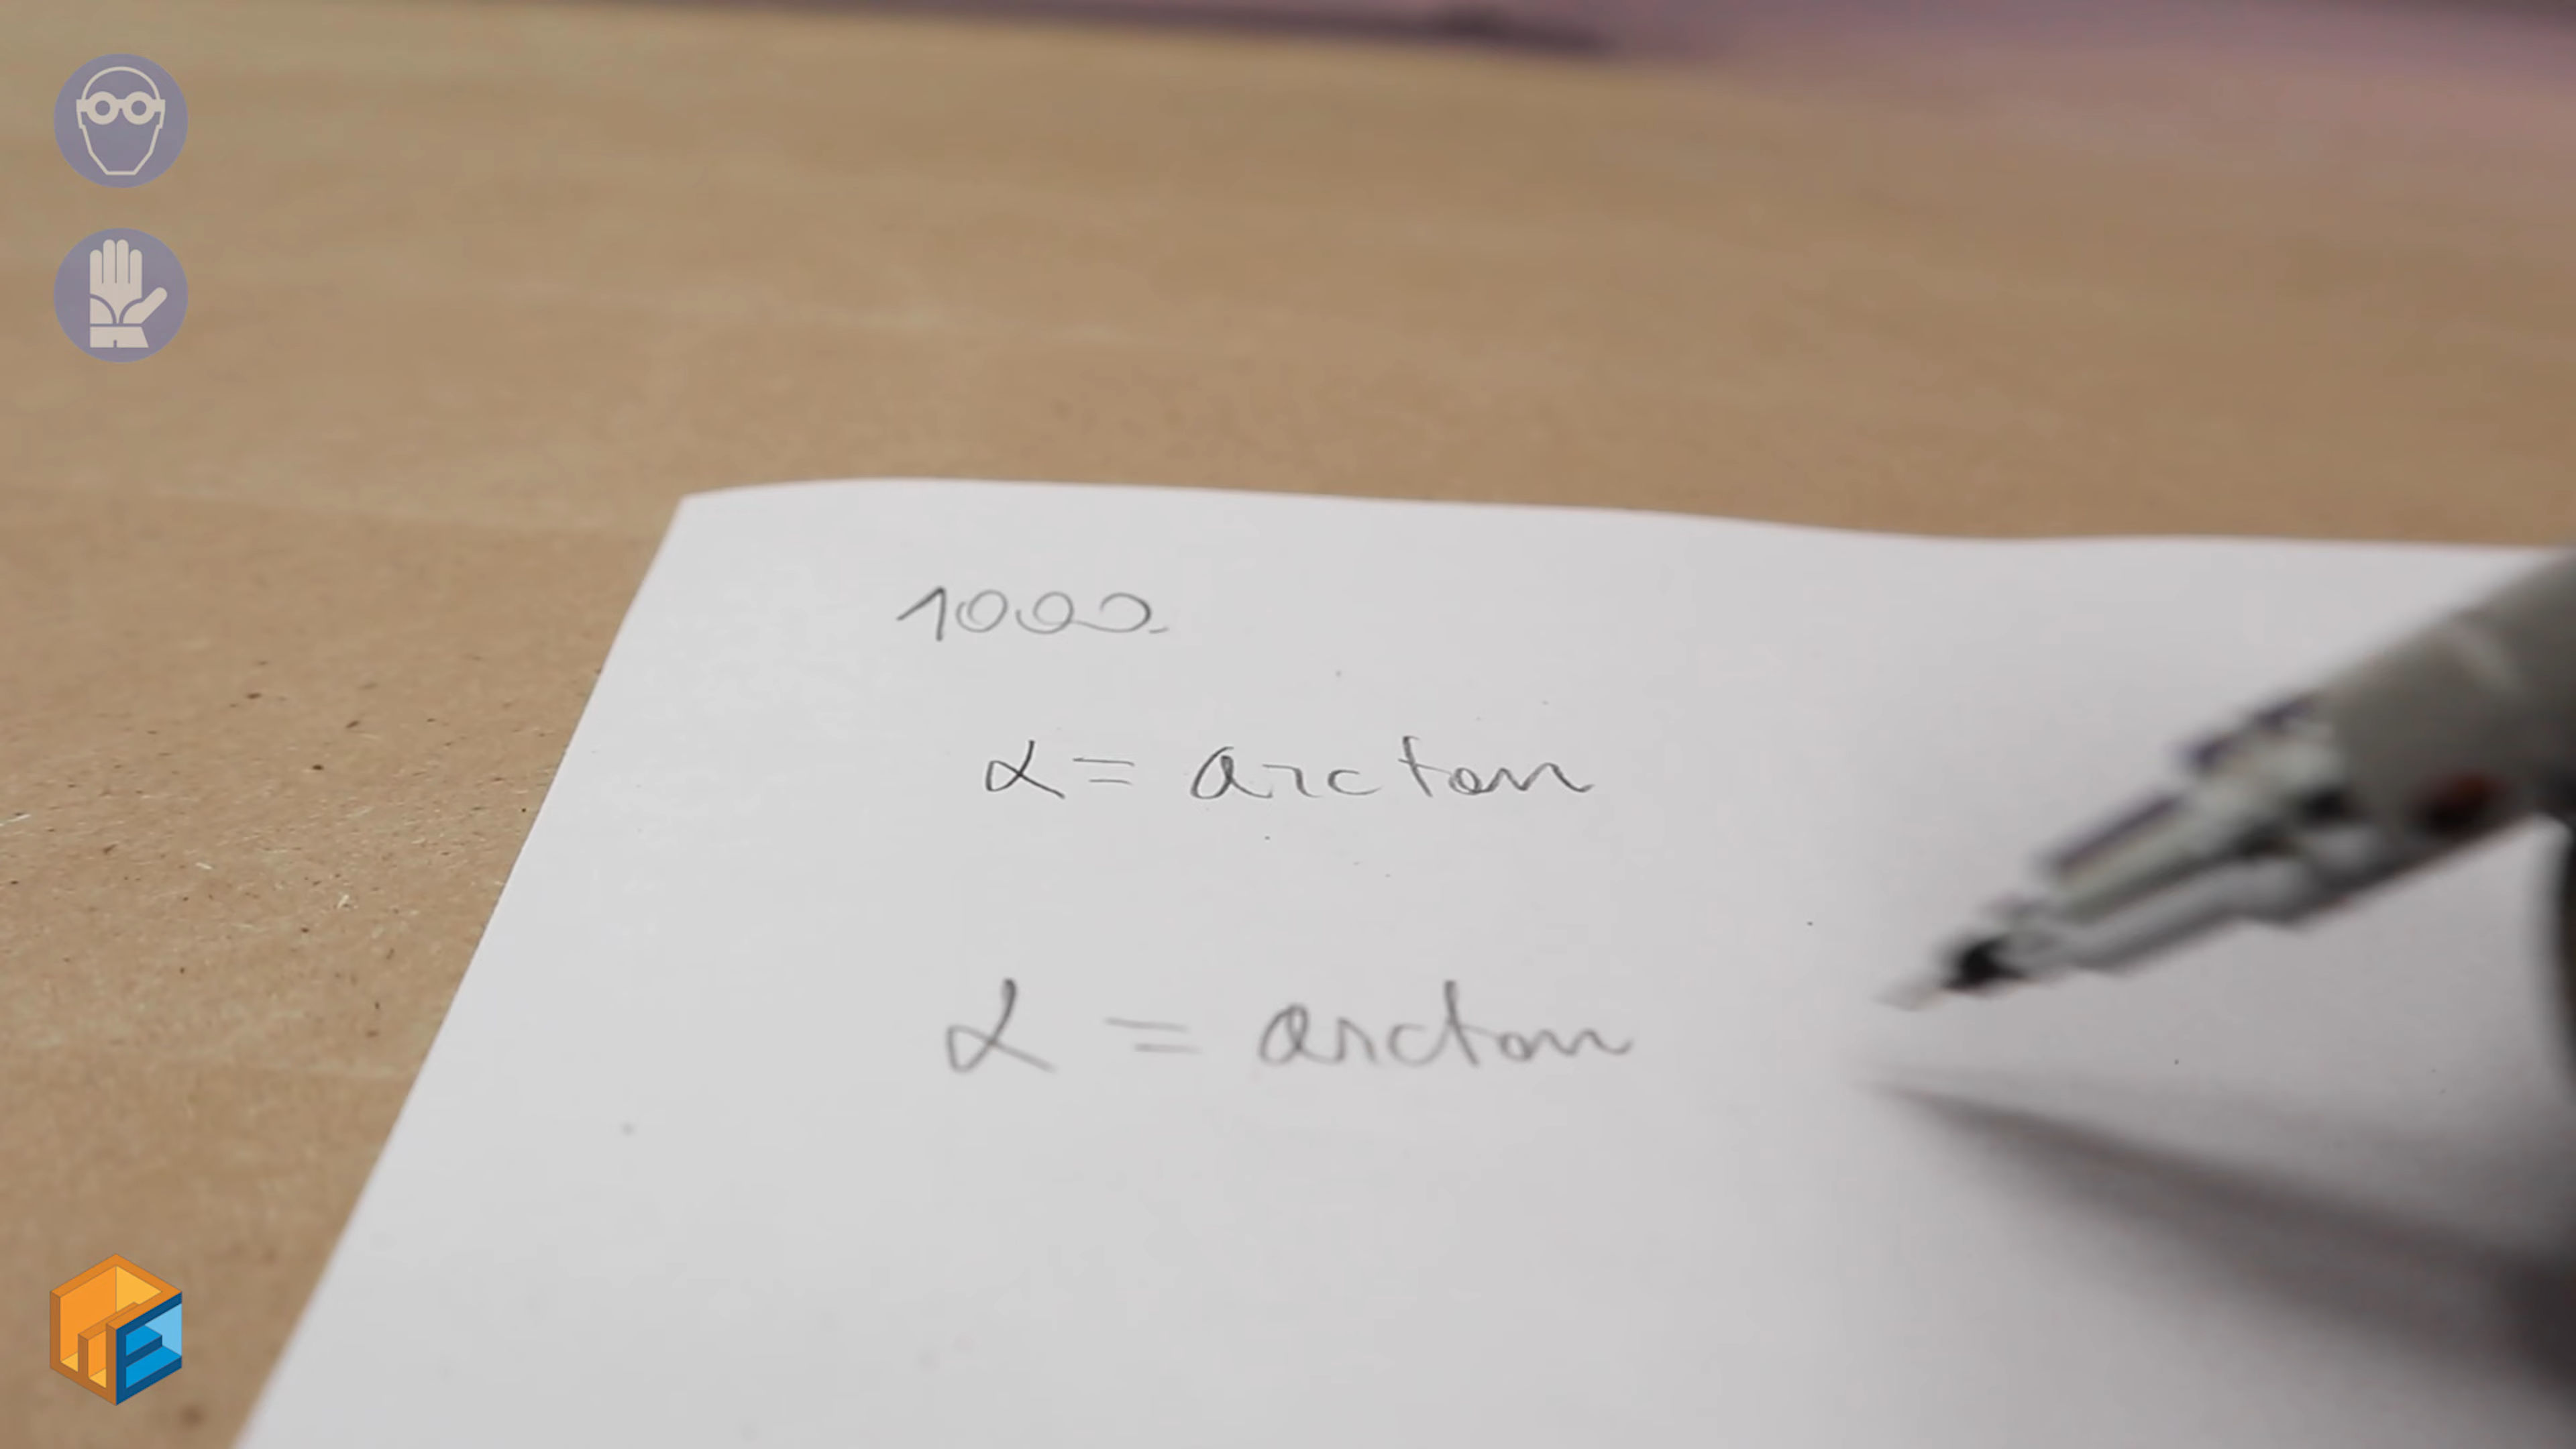 1000
α = arctan
α = arctan